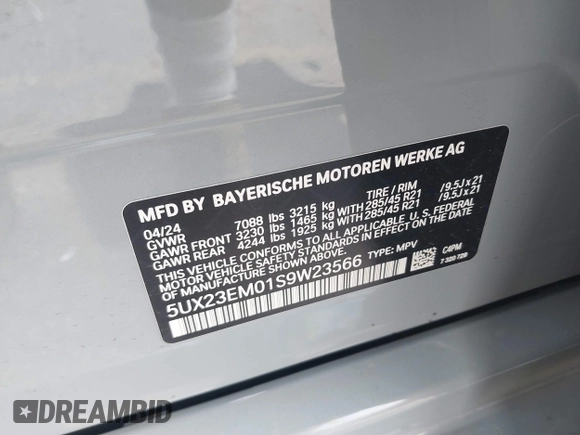 MFD BY BAYERISCHE MOTOREN WERKE AG
04/24 TIRE / RIM
GVWR 7088 lbs 3215 kg
GAWR FRONT 3230 lbs 1465 kg WITH 285/45 R21 /9.5J x 21
GAWR REAR 4244 lbs 1925 kg WITH 285/45 R21 /9.5J x 21
THIS VEHICLE CONFORMS TO ALL APPLICABLE U. S. FEDERAL
MOTOR VEHICLE SAFETY STANDARDS IN EFFECT
ON THE DATE OF MANUFACTURE SHOWN ABOVE.
5UX23EM01S9W23566 TYPE: MPV
C4PM
7 320 728
DREAMBID